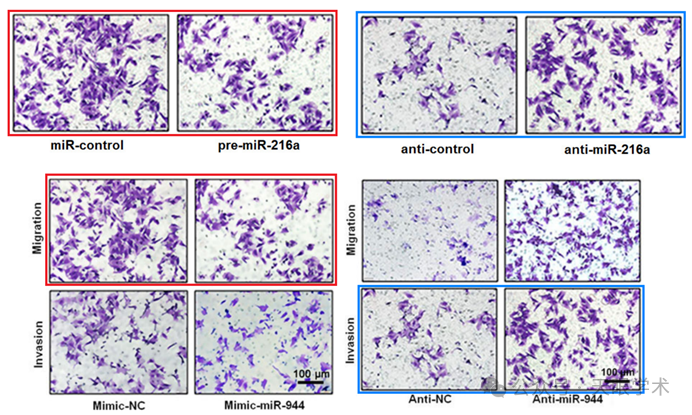 miR-control pre-miR-216a anti-control anti-miR-216a
Migration Migration
Invasion Invasion
100 μm 100 μm
Mimic-NC Mimic-miR-944 Anti-NC Anti-miR-944